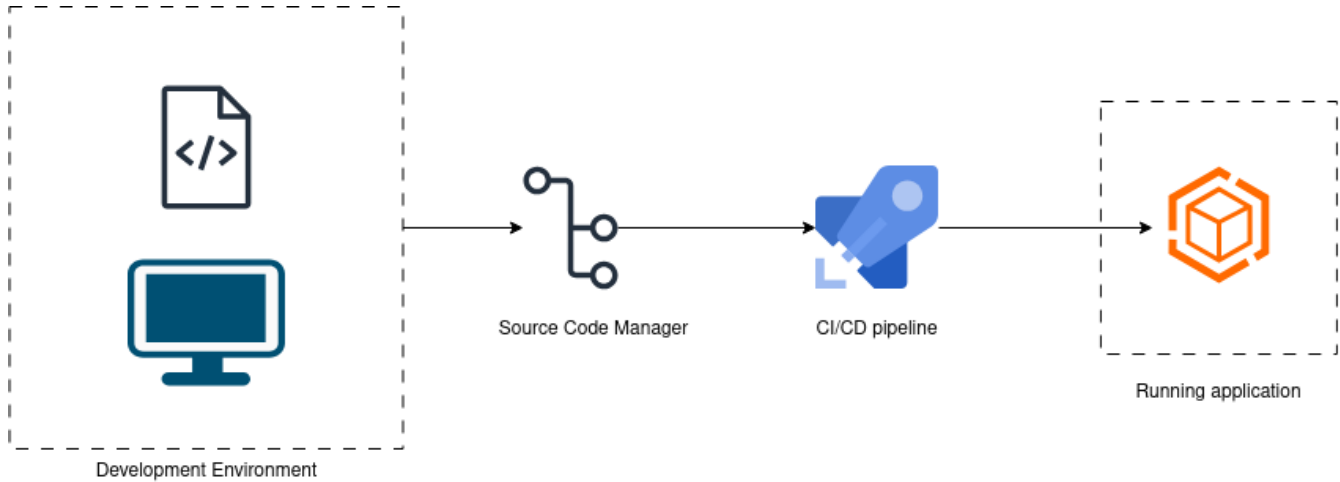 </>
Source Code Manager
CI/CD pipeline
Running application
Development Environment